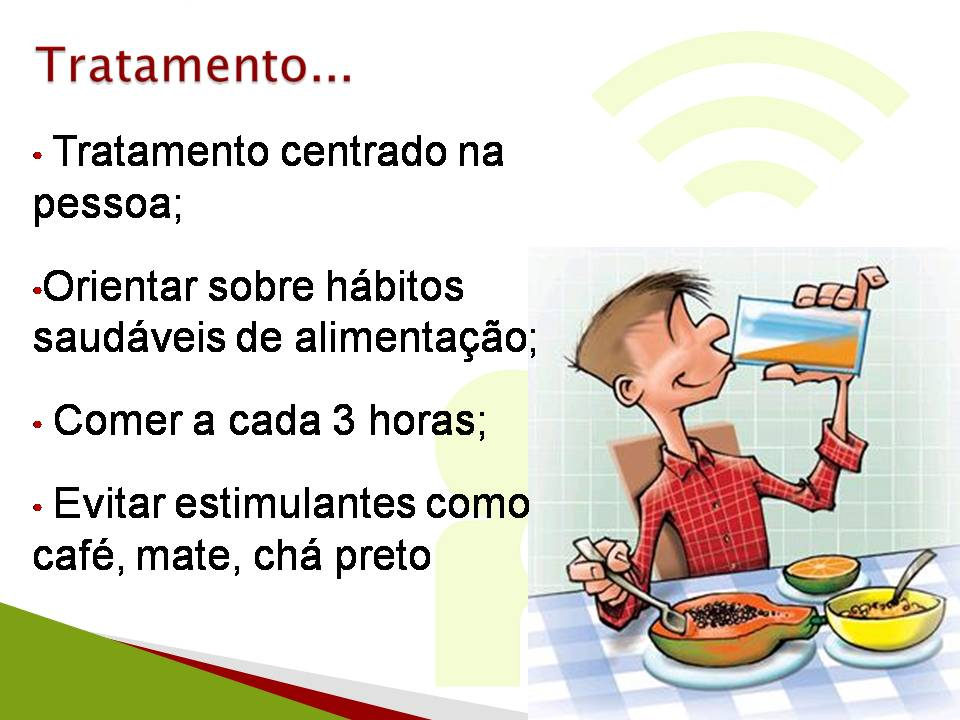 Tratamento...
• Tratamento centrado na
pessoa;
•Orientar sobre hábitos
saudáveis de alimentação;
• Comer a cada 3 horas;
• Evitar estimulantes como
café, mate, chá preto